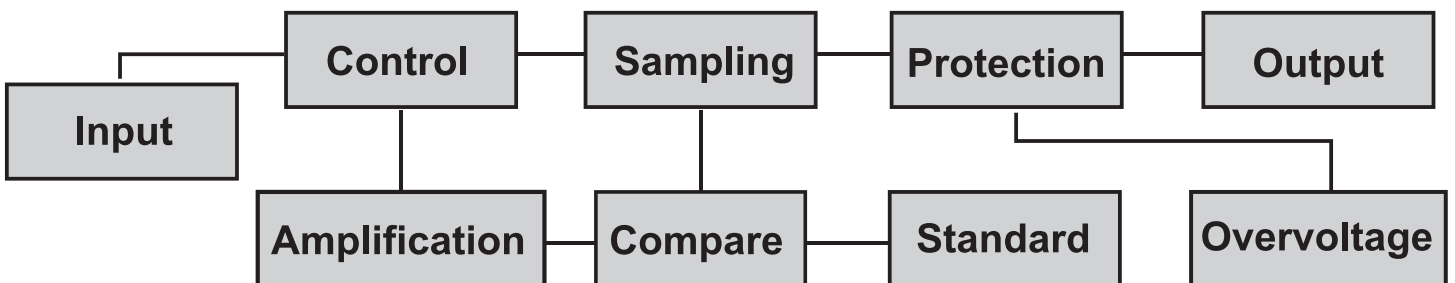 Control
Sampling
Protection
Output
Input
Amplification
Compare
Standard
Overvoltage